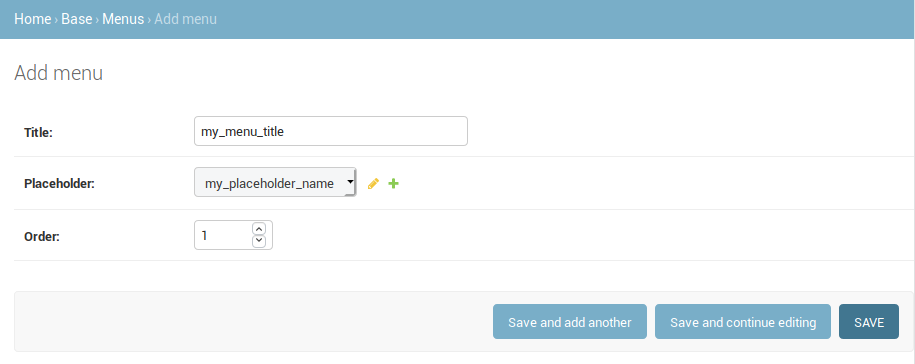 Home › Base › Menus › Add menu
Add menu
Title: my_menu_title
Placeholder: my_placeholder_name
Order: 1
Save and add another Save and continue editing SAVE